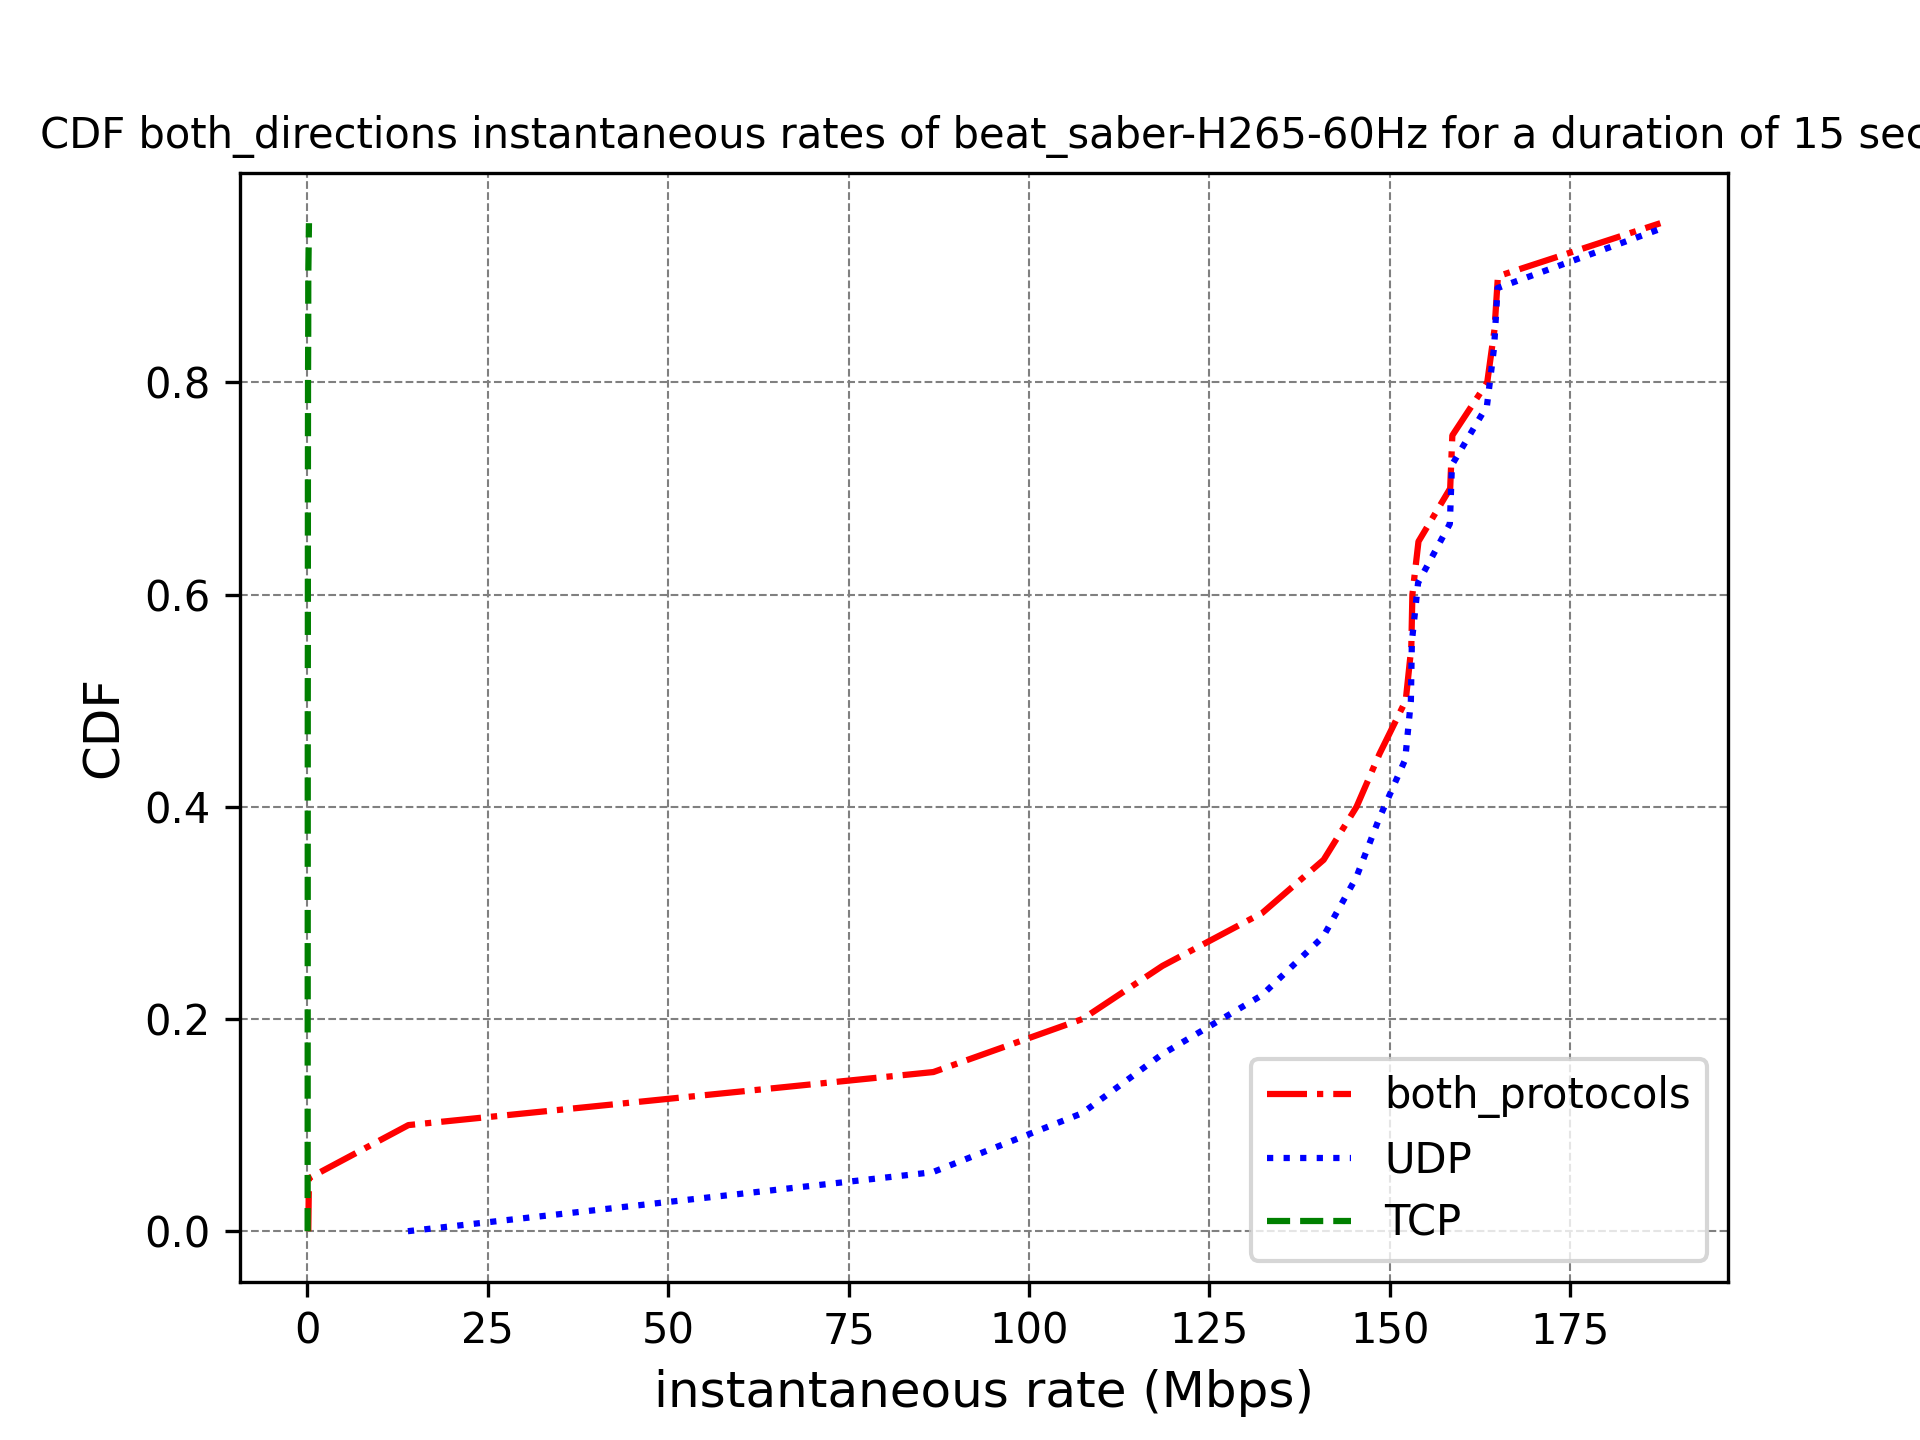 CDF both_directions instantaneous rates of beat_saber-H265-60Hz for a duration of 15 sec
0.8
0.6
0.4
0.2
0.0
CDF
both_protocols
UDP
TCP
0 25 50 75 100 125 150 175
instantaneous rate (Mbps)